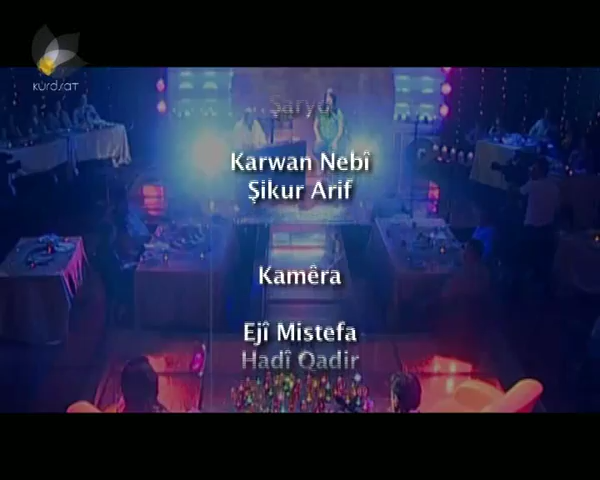 KURDSAT
Karwan Nebî
Şikur Arif
Kamêra
Ejî Mistefa
Hadî Qadir